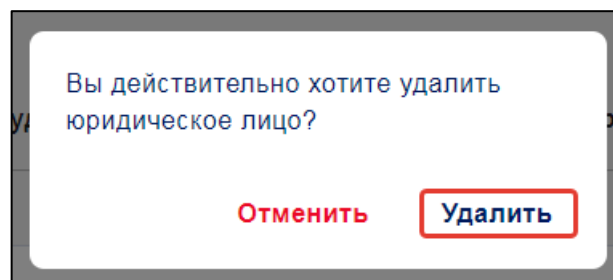 Вы действительно хотите удалить
юридическое лицо?
Отменить Удалить